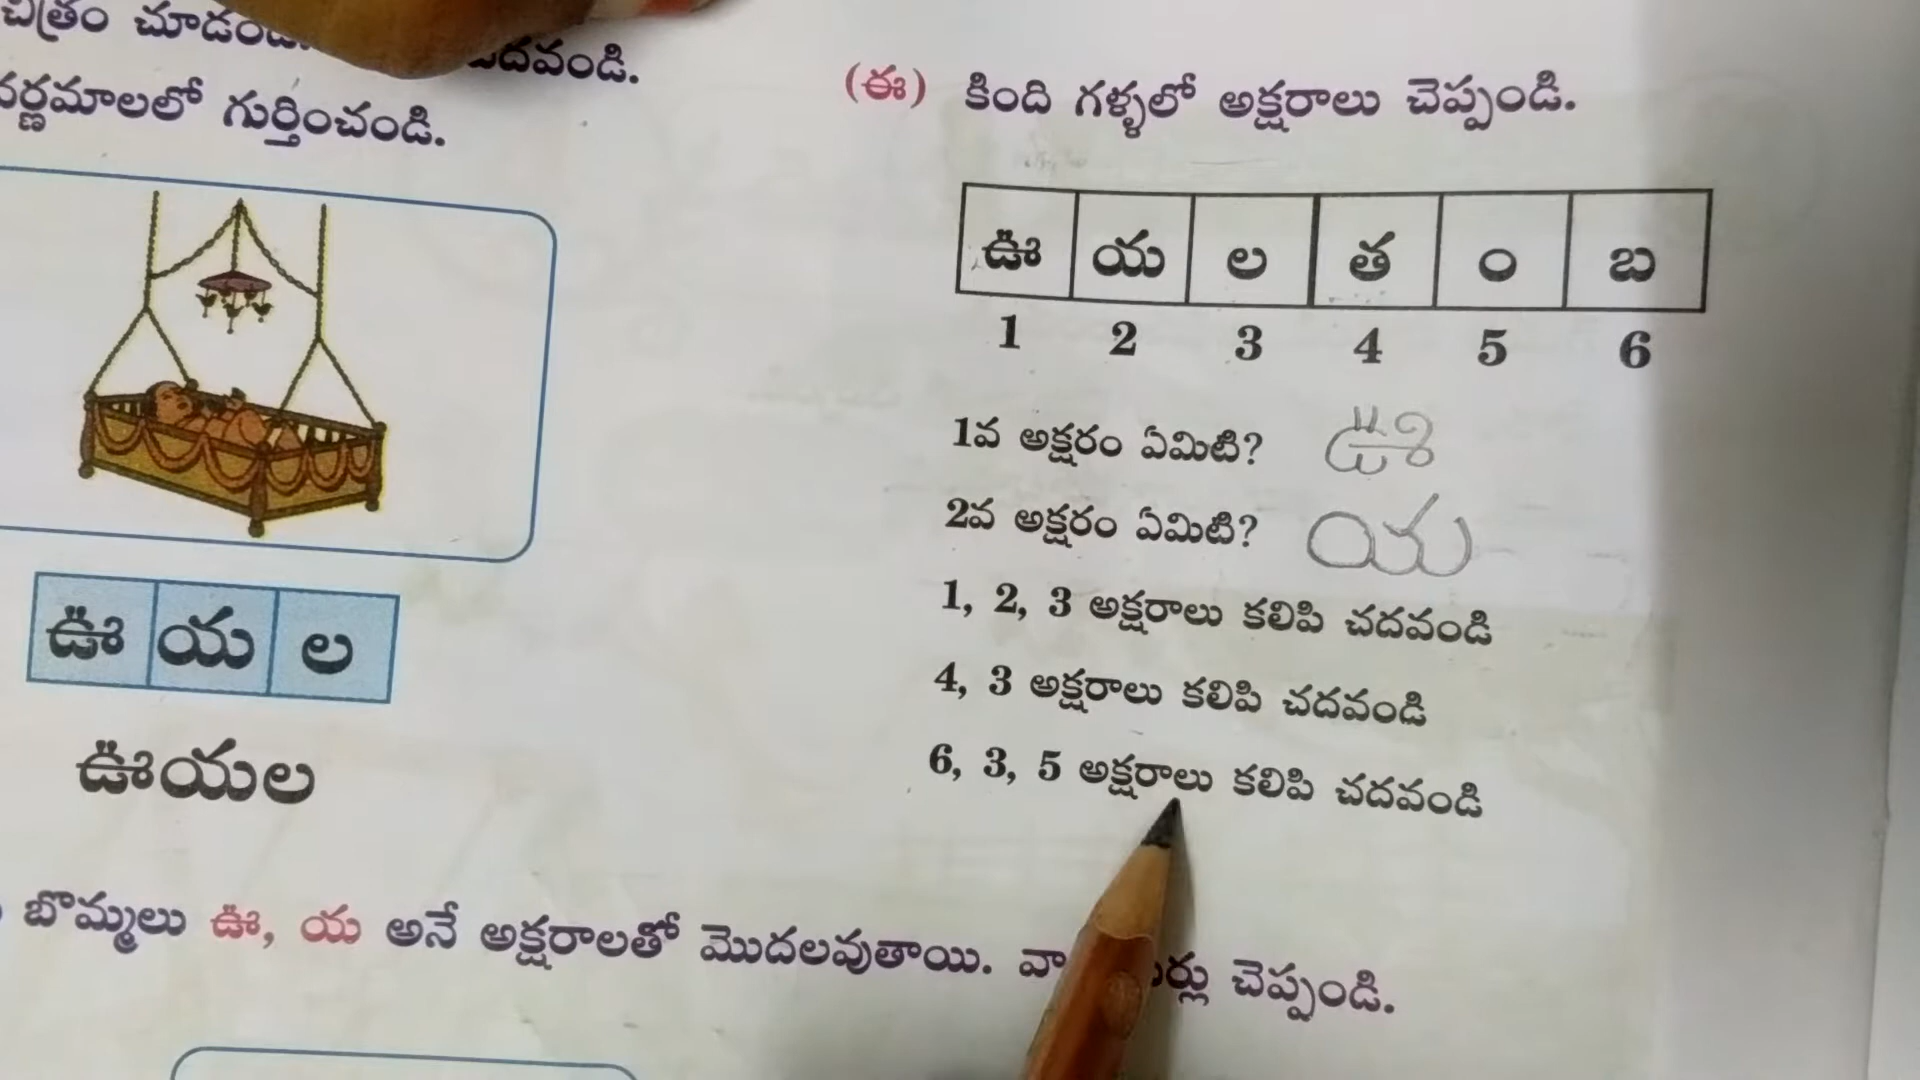 చిత్రం చూడండి. చదవండి.
వర్ణమాలలో గుర్తించండి.
ఊ య ల
ఊయల
(ఈ) కింది గళ్ళలో అక్షరాలు చెప్పండి.
ఊ య ల త ం బ
1 2 3 4 5 6
1వ అక్షరం ఏమిటి? ఊ
2వ అక్షరం ఏమిటి? య
1, 2, 3 అక్షరాలు కలిపి చదవండి
4, 3 అక్షరాలు కలిపి చదవండి
6, 3, 5 అక్షరాలు కలిపి చదవండి
బొమ్మలు ఊ, య అనే అక్షరాలతో మొదలవుతాయి. చెప్పండి.